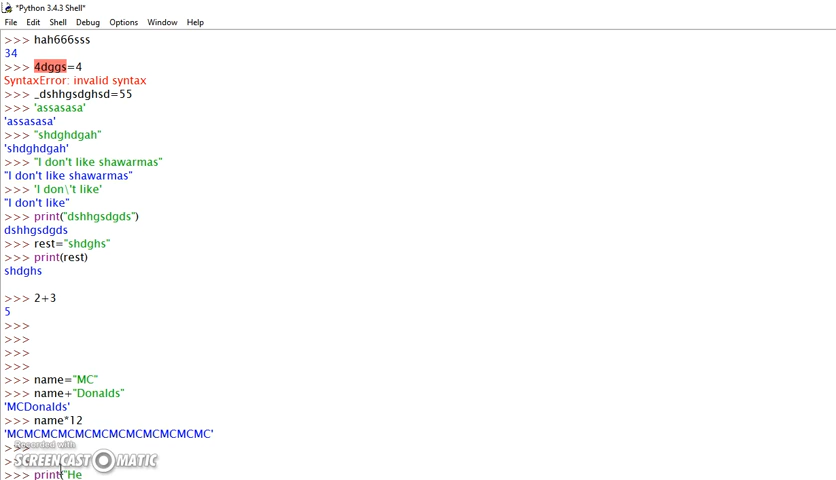 *Python 3.4.3 Shell*
File Edit Shell Debug Options Window Help
>>> hah666sss
34
>>> 4dggs=4
SyntaxError: invalid syntax
>>> _dshhgsdghsd=55
>>> 'assasasa'
'assasasa'
>>> "shdghdgah"
'shdghdgah'
>>> "I don't like shawarmas"
"I don't like shawarmas"
>>> 'I don\'t like'
"I don't like"
>>> print("dshhgsdgds")
dshhgsdgds
>>> rest="shdghs"
>>> print(rest)
shdghs
>>> 2+3
5
>>>
>>>
>>>
>>>
>>> name="MC"
>>> name+"Donalds"
'MCDonalds'
>>> name*12
'MCMCMCMCMCMCMCMCMCMCMCMC'
Recorded with
>>>
>>>
SCREENCAST-O-MATIC
>>> print("He